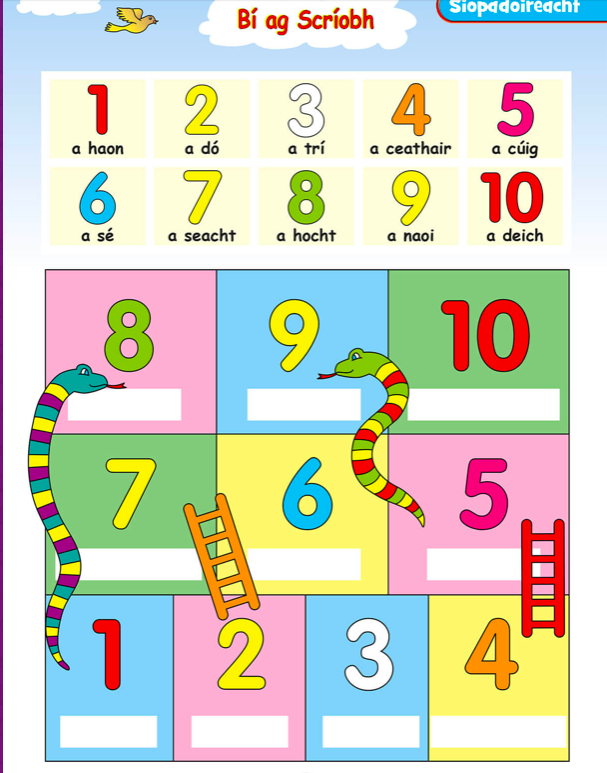 Siopadóireacht
Bí ag Scríobh
1 2 3 4 5
a haon a dó a trí a ceathair a cúig
6 7 8 9 10
a sé a seacht a hocht a naoi a deich
8 9 10
7 6 5
1 2 3 4